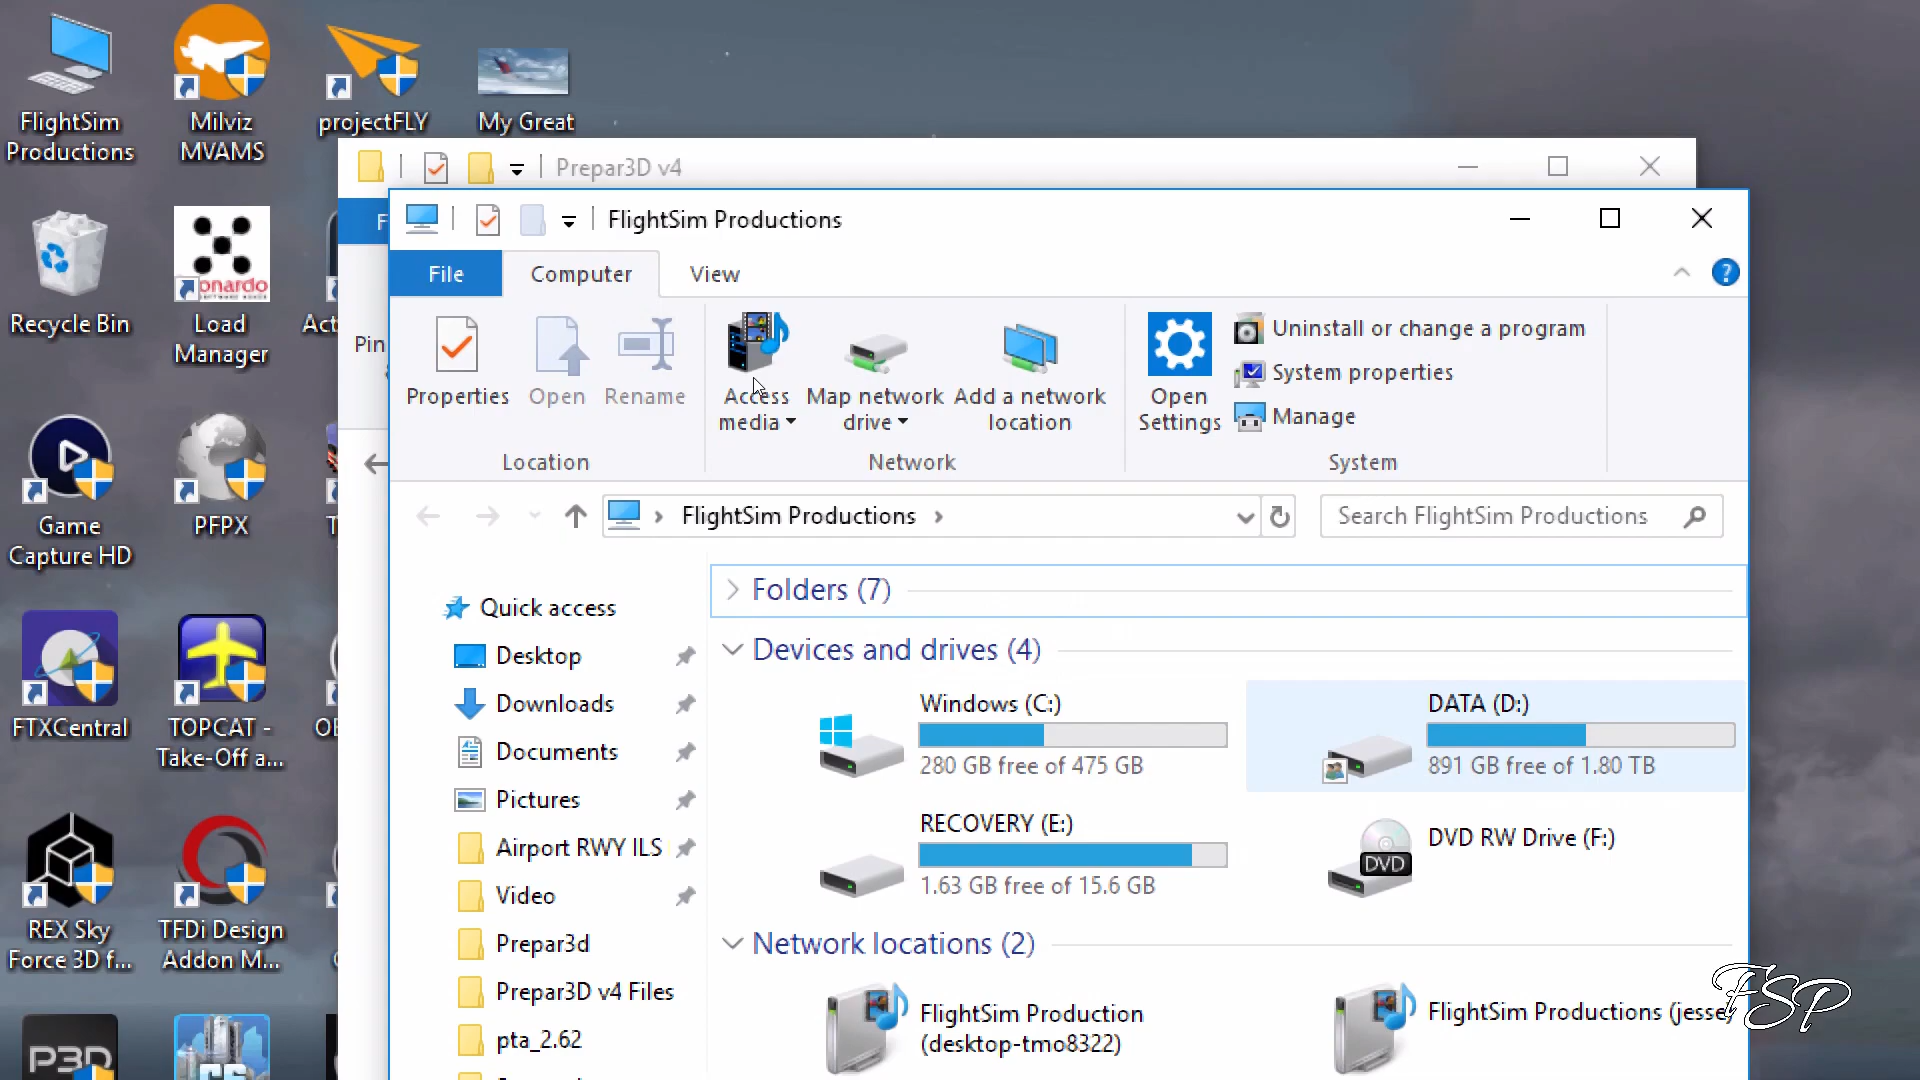 FlightSim
Productions
Milviz
MVAMS
projectFLY
My Great
Recycle Bin
onardo
Load
Manager
Act
Game
Capture HD
PFPX
FTXCentral
TOPCAT -
Take-Off a...
REX Sky
Force 3D f...
TFDi Design
Addon M...
P3D
Prepar3D v4
F
Pin
FlightSim Productions
File
Computer
View
Properties
Open
Rename
Location
Access
media
Map network
drive
Add a network
location
Network
Open
Settings
Uninstall or change a program
System properties
Manage
System
FlightSim Productions
Search FlightSim Productions
Quick access
Desktop
Downloads
Documents
Pictures
Airport RWY ILS
Video
Prepar3d
Prepar3D v4 Files
pta_2.62
Folders (7)
Devices and drives (4)
Windows (C:)
280 GB free of 475 GB
DATA (D:)
891 GB free of 1.80 TB
RECOVERY (E:)
1.63 GB free of 15.6 GB
DVD
DVD RW Drive (F:)
Network locations (2)
FlightSim Production
(desktop-tmo8322)
FlightSim Productions (jesse
FSP